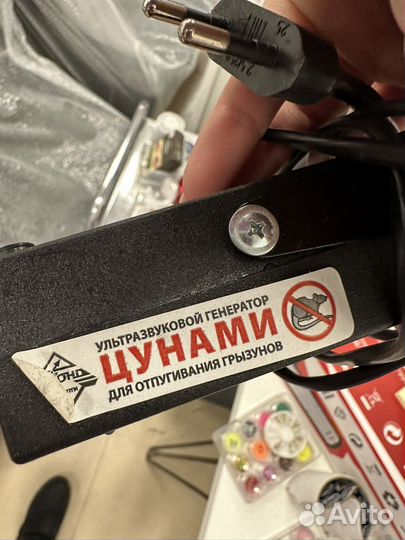 УЛЬТРАЗВУКОВОЙ ГЕНЕРАТОР
ЦУНАМИ
ДЛЯ ОТПУГИВАНИЯ ГРЫЗУНОВ
Avito